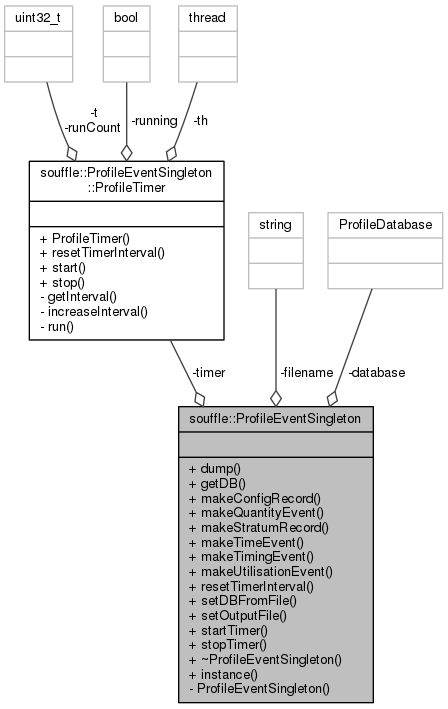 uint32_t
bool
thread
-t
-runCount
-running
-th
souffle::ProfileEventSingleton
::ProfileTimer
+ ProfileTimer()
+ resetTimerInterval()
+ start()
+ stop()
- getInterval()
- increaseInterval()
- run()
string
ProfileDatabase
-timer
-filename
-database
souffle::ProfileEventSingleton
+ dump()
+ getDB()
+ makeConfigRecord()
+ makeQuantityEvent()
+ makeStratumRecord()
+ makeTimeEvent()
+ makeTimingEvent()
+ makeUtilisationEvent()
+ resetTimerInterval()
+ setDBFromFile()
+ setOutputFile()
+ startTimer()
+ stopTimer()
+ ~ProfileEventSingleton()
+ instance()
- ProfileEventSingleton()